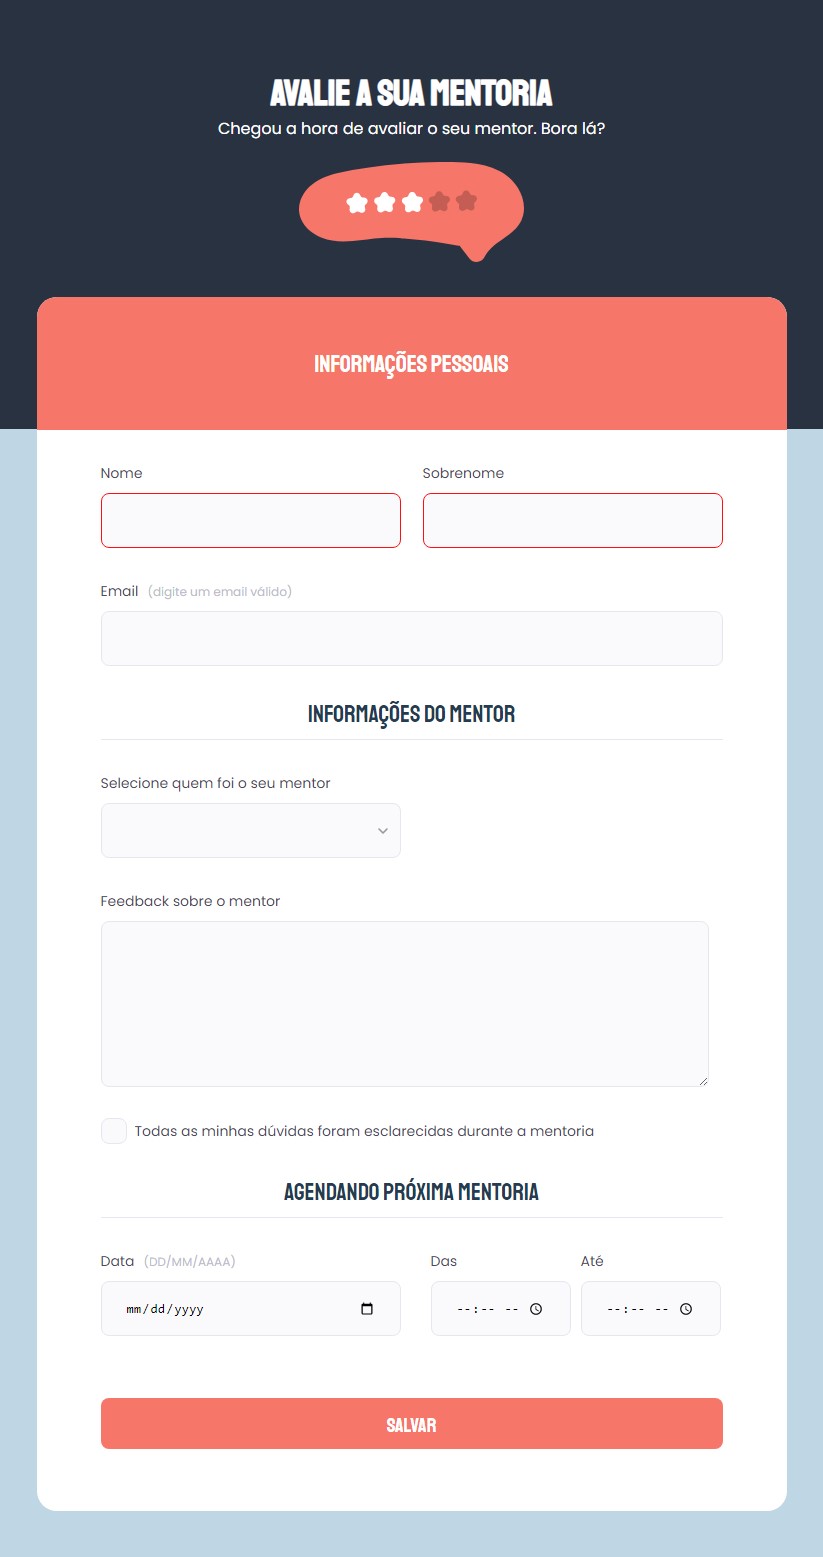 AVALIE A SUA MENTORIA
Chegou a hora de avaliar o seu mentor. Bora lá?
INFORMAÇÕES PESSOAIS
Nome Sobrenome
Email (digite um email válido)
INFORMAÇÕES DO MENTOR
Selecione quem foi o seu mentor
Feedback sobre o mentor
Todas as minhas dúvidas foram esclarecidas durante a mentoria
AGENDANDO PRÓXIMA MENTORIA
Data (DD/MM/AAAA) Das Até
mm/dd/yyyy --:-- -- --:-- --
SALVAR